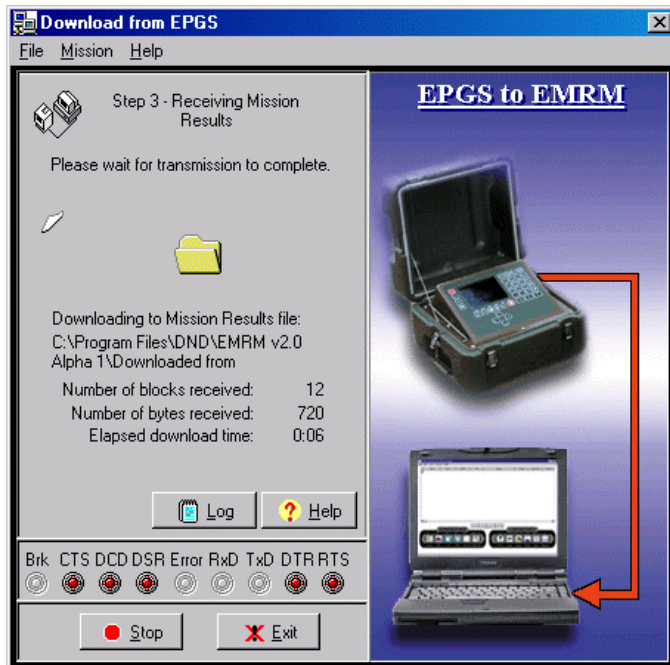 Download from EPGS
File Mission Help
Step 3 - Receiving Mission
Results
Please wait for transmission to complete.
Downloading to Mission Results file:
C:\Program Files\DND\EMRM v2.0
Alpha 1\Downloaded from
Number of blocks received: 12
Number of bytes received: 720
Elapsed download time: 0:06
Log Help
Brk CTS DCD DSR Error RxD TxD DTR RTS
Stop Exit
EPGS to EMRM